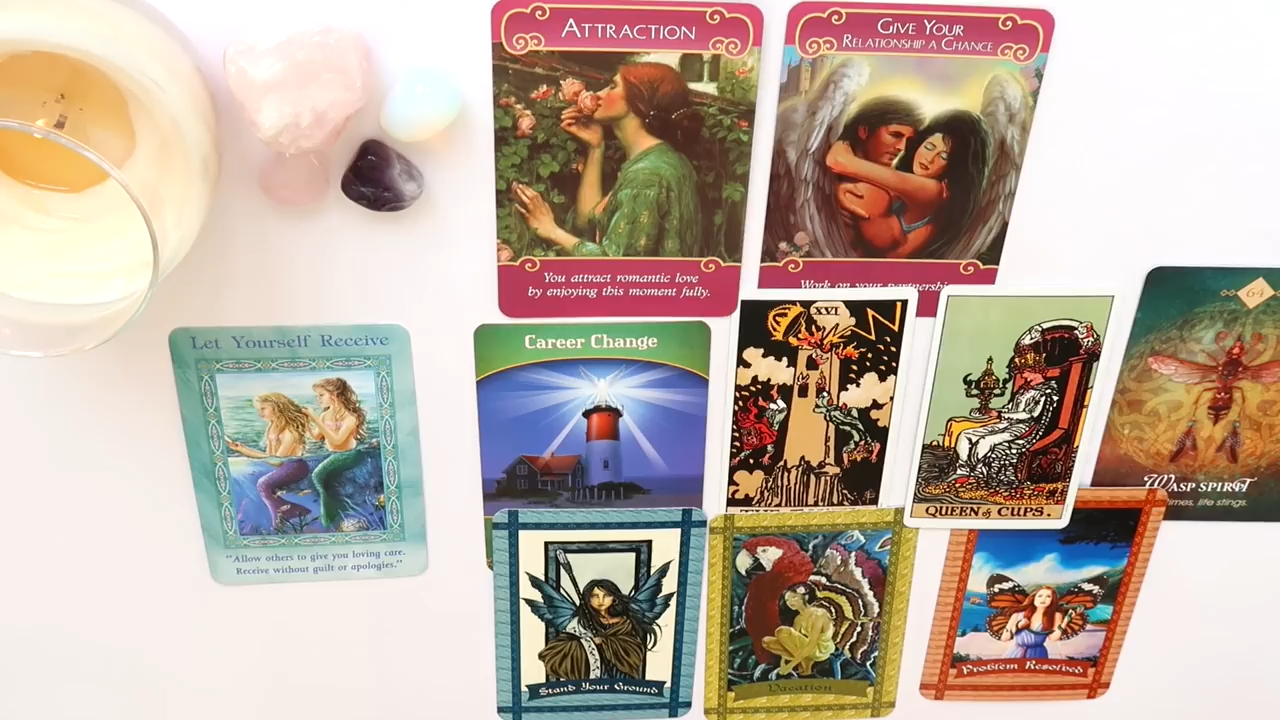 ATTRACTION
You attract romantic love
by enjoying this moment fully.
GIVE YOUR
RELATIONSHIP A CHANCE
Work on your partnership
Let Yourself Receive
"Allow others to give you loving care.
Receive without guilt or apologies."
Career Change
XVI
QUEEN of CUPS.
64
WASP SPIRIT
times, life stings.
Stand Your Ground
Vacation
Problem Resolved